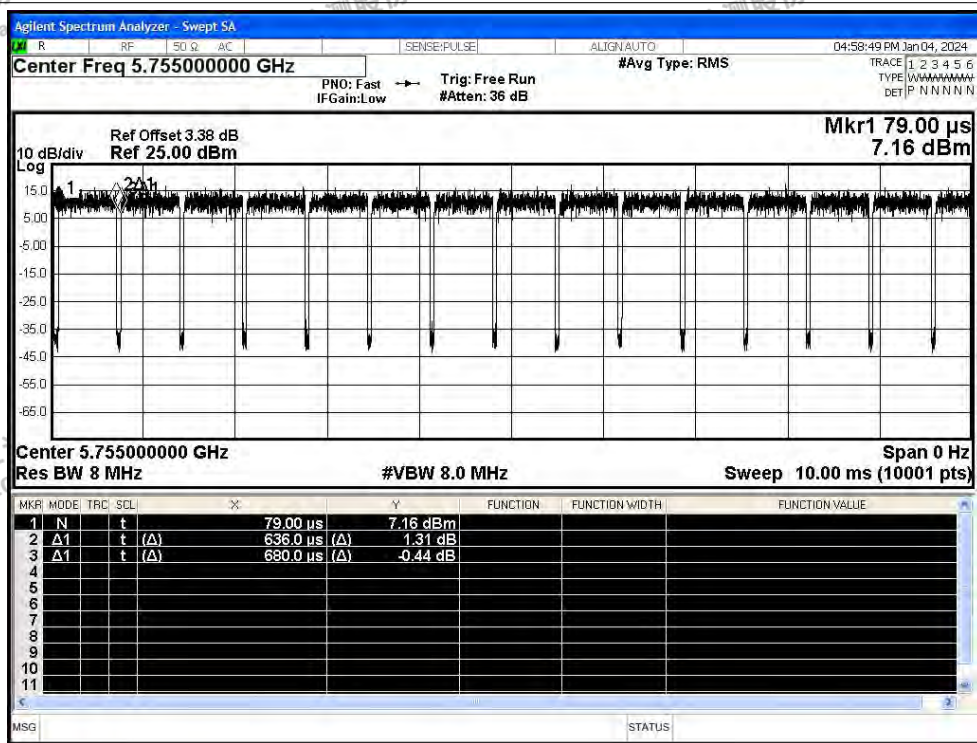 Agilent Spectrum Analyzer - Swept SA
LXI R RF 50 Ω AC SENSE:PULSE ALIGN AUTO 04:58:49 PM Jan 04, 2024
Center Freq 5.755000000 GHz #Avg Type: RMS TRACE 1 2 3 4 5 6
PNO: Fast Trig: Free Run TYPE WWWWWW
IFGain:Low #Atten: 36 dB DET P N N N N N
Mkr1 79.00 µs
Ref Offset 3.38 dB
10 dB/div Ref 25.00 dBm 7.16 dBm
Log
15.0 1 2Δ1
5.00
-5.00
-15.0
-25.0
-35.0
-45.0
-55.0
-65.0
Center 5.755000000 GHz Span 0 Hz
Res BW 8 MHz #VBW 8.0 MHz Sweep 10.00 ms (10001 pts)
MKR MODE TRC SCL X Y FUNCTION FUNCTION WIDTH FUNCTION VALUE
1 N t 79.00 µs 7.16 dBm
2 Δ1 t (Δ) 636.0 µs (Δ) 1.31 dB
3 Δ1 t (Δ) 680.0 µs (Δ) -0.44 dB
4
5
6
7
8
9
10
11
MSG STATUS